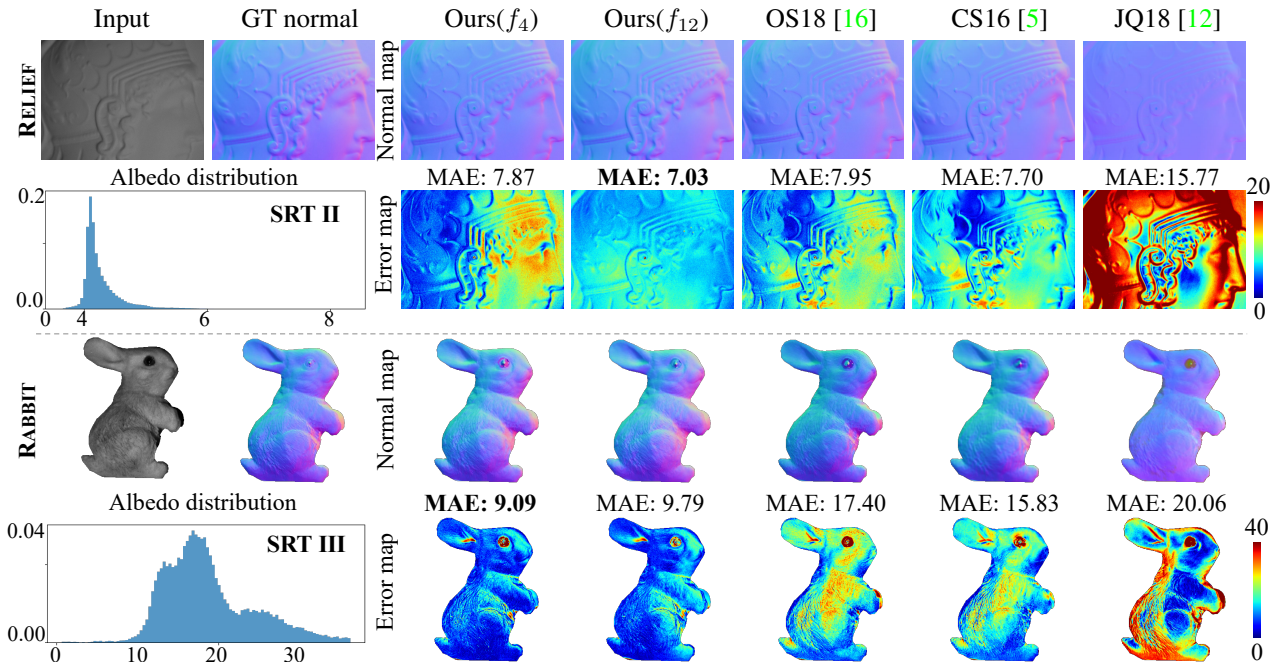 Input GT normal Ours(f4) Ours(f12) OS18 [16] CS16 [5] JQ18 [12]
RELIEF
Normal map
Albedo distribution MAE: 7.87 MAE: 7.03 MAE:7.95 MAE: 7.70 MAE:15.77
0.2
SRT II
0.0
0 4 6 8
Error map
20
0
RABBIT
Normal map
Albedo distribution MAE: 9.09 MAE: 9.79 MAE: 17.40 MAE: 15.83 MAE: 20.06
0.04
SRT III
0.00
0 10 20 30
Error map
40
0